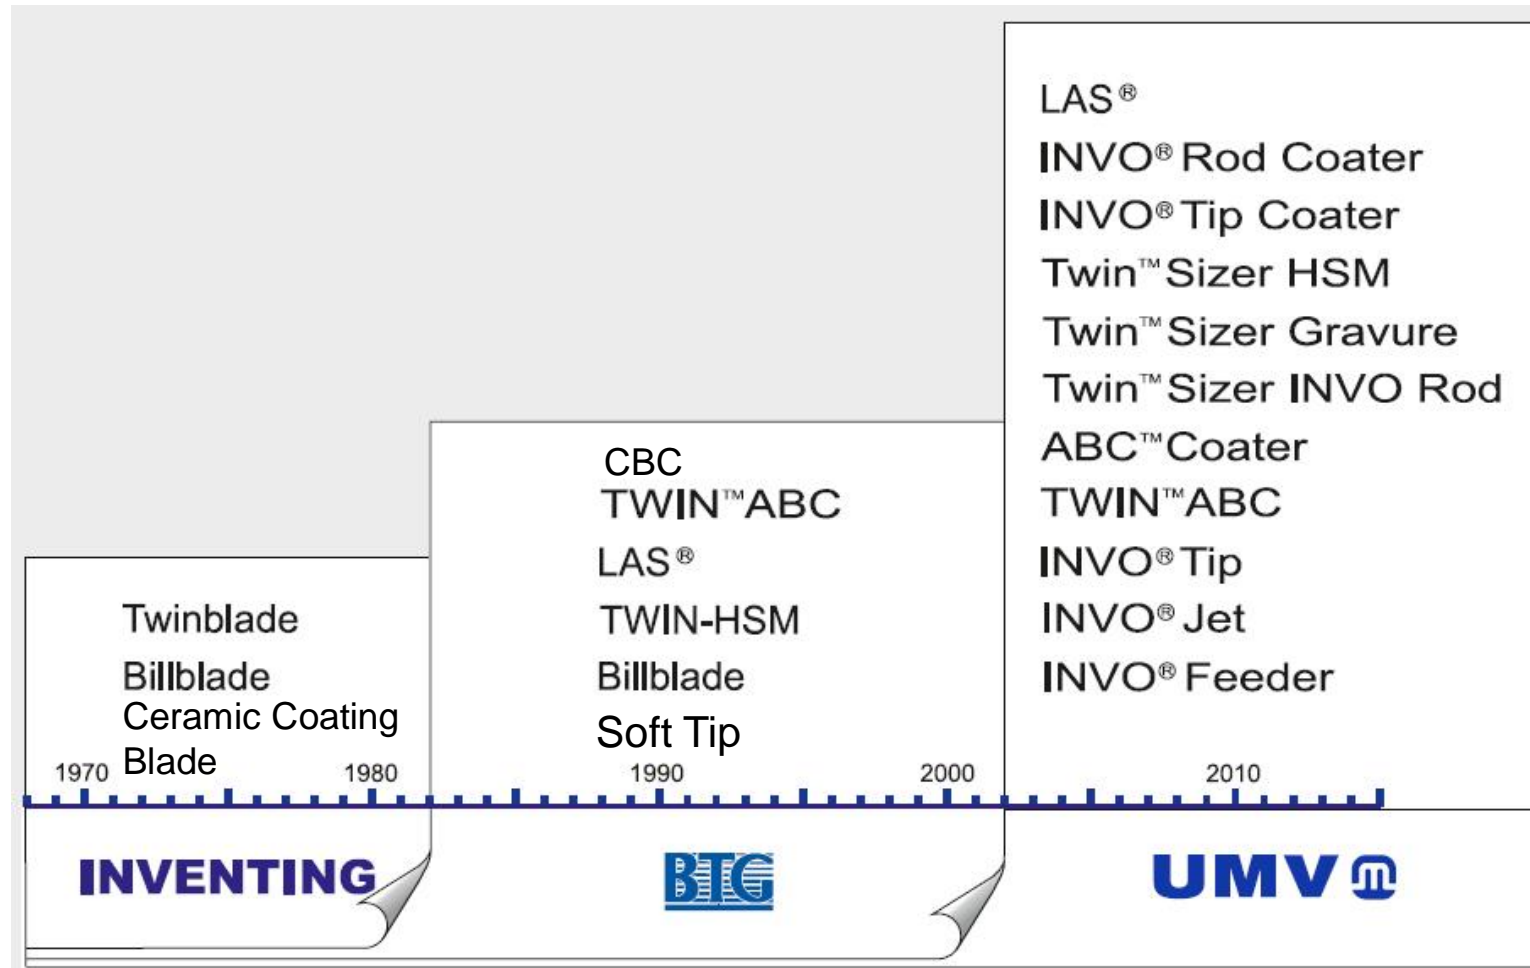 LAS®
INVO® Rod Coater
INVO® Tip Coater
Twin™ Sizer HSM
Twin™ Sizer Gravure
Twin™ Sizer INVO Rod
ABC™ Coater
TWIN™ ABC
INVO® Tip
INVO® Jet
INVO® Feeder
CBC
TWIN™ ABC
LAS®
TWIN-HSM
Billblade
Soft Tip
Twinblade
Billblade
Ceramic Coating
Blade
1970 1980 1990 2000 2010
INVENTING BTG UMV m